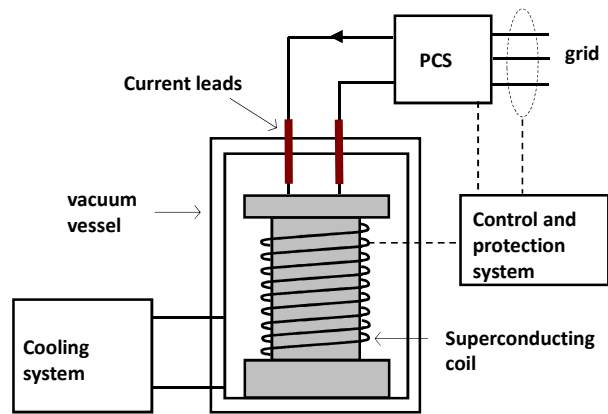 PCS
grid
Current leads
vacuum
vessel
Control and
protection
system
Superconducting
coil
Cooling
system